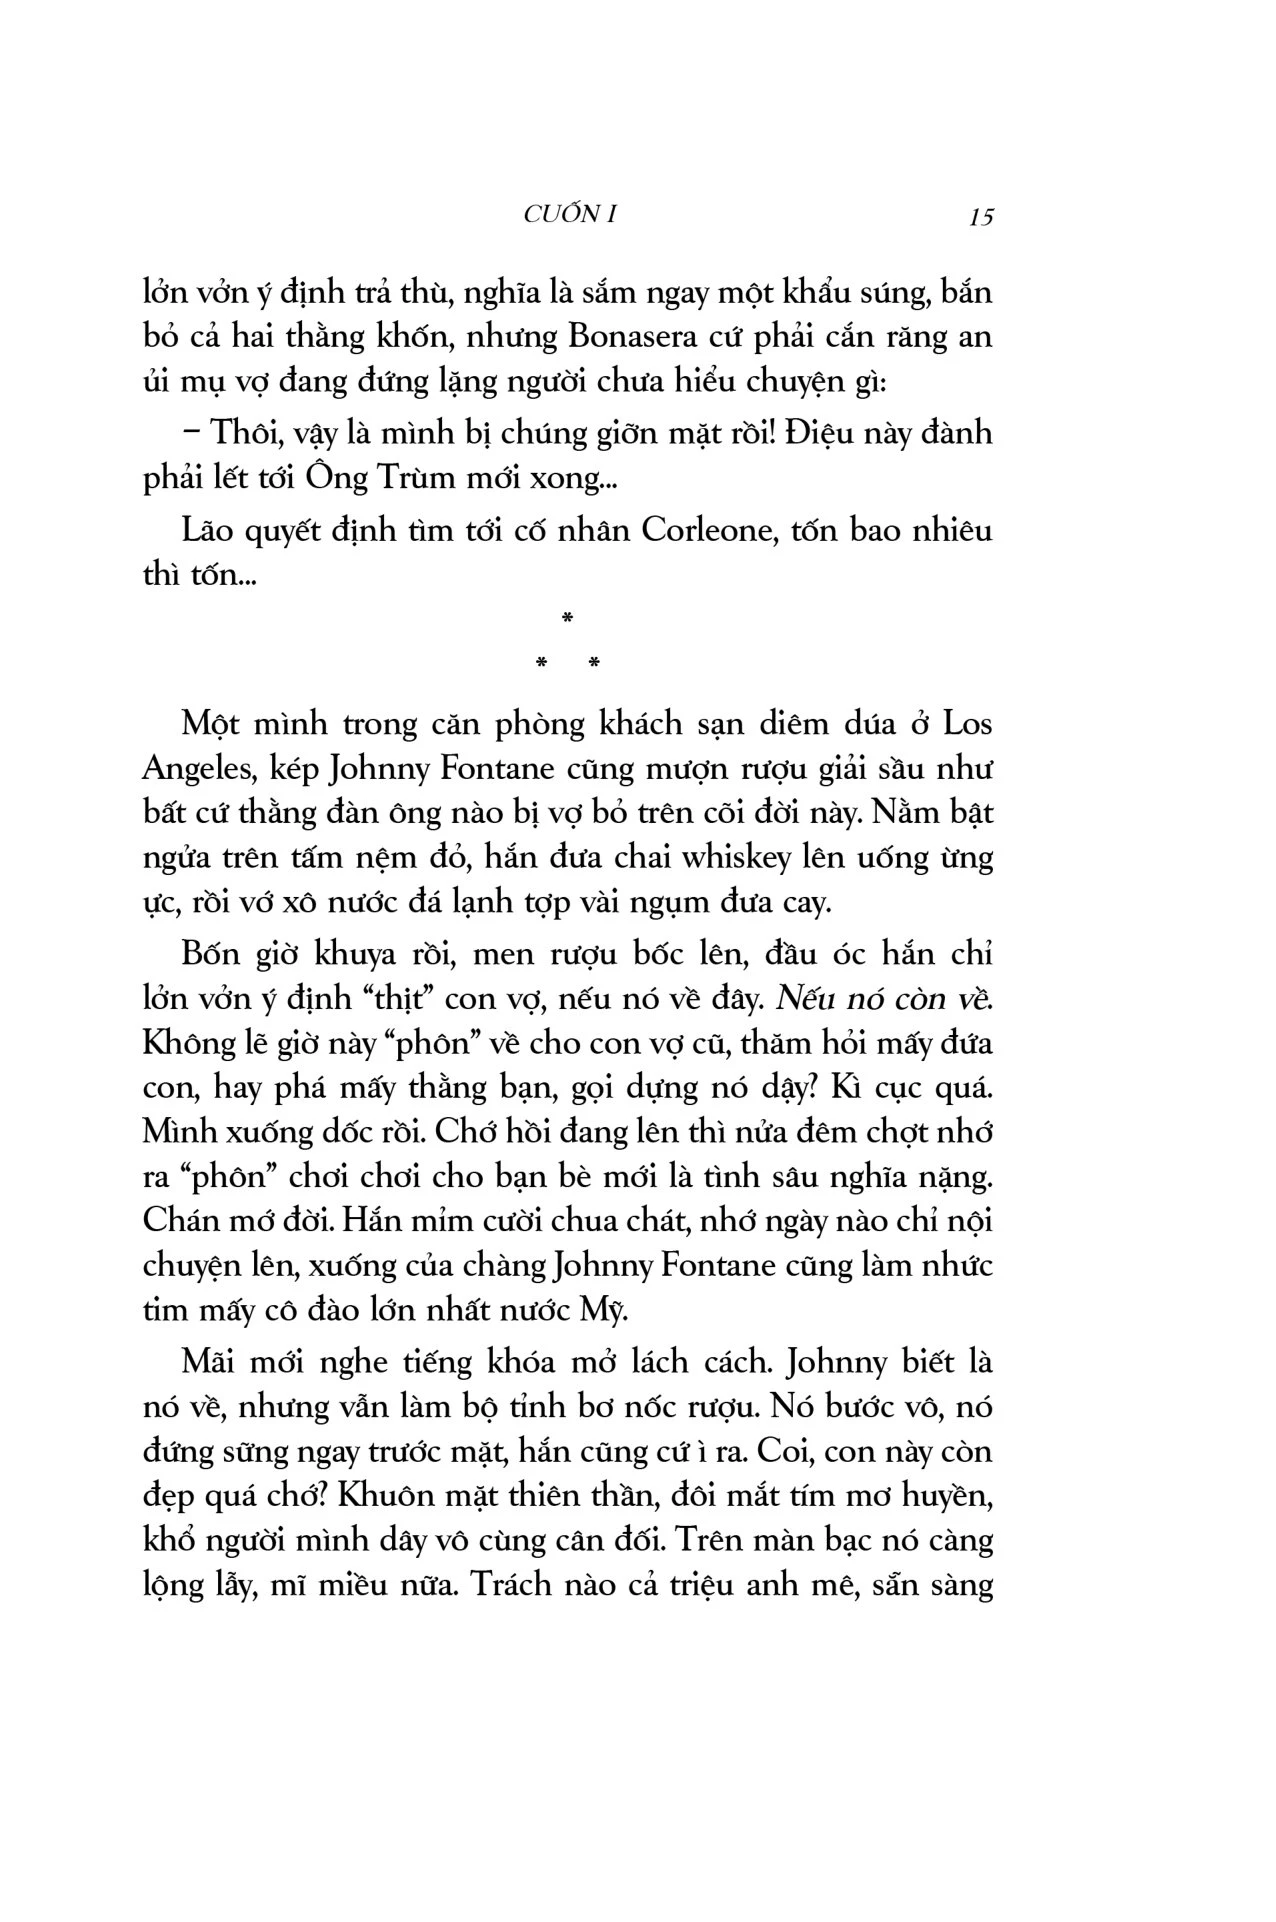 CUỐN I 15
lởn vởn ý định trả thù, nghĩa là sắm ngay một khẩu súng, bắn
bỏ cả hai thằng khốn, nhưng Bonasera cứ phải cắn răng an
ủi mụ vợ đang đứng lặng người chưa hiểu chuyện gì:
– Thôi, vậy là mình bị chúng giỡn mặt rồi! Điệu này đành
phải lết tới Ông Trùm mới xong...
Lão quyết định tìm tới cố nhân Corleone, tốn bao nhiêu
thì tốn...
*
* *
Một mình trong căn phòng khách sạn diêm dúa ở Los
Angeles, kép Johnny Fontane cũng mượn rượu giải sầu như
bất cứ thằng đàn ông nào bị vợ bỏ trên cõi đời này. Nằm bật
ngửa trên tấm nệm đỏ, hắn đưa chai whiskey lên uống ừng
ực, rồi vớ xô nước đá lạnh tợp vài ngụm đưa cay.
Bốn giờ khuya rồi, men rượu bốc lên, đầu óc hắn chỉ
lởn vởn ý định “thịt” con vợ, nếu nó về đây. Nếu nó còn về.
Không lẽ giờ này “phôn” về cho con vợ cũ, thăm hỏi mấy đứa
con, hay phá mấy thằng bạn, gọi dựng nó dậy? Kì cục quá.
Mình xuống dốc rồi. Chớ hồi đang lên thì nửa đêm chợt nhớ
ra “phôn” chơi chơi cho bạn bè mới là tình sâu nghĩa nặng.
Chán mớ đời. Hắn mỉm cười chua chát, nhớ ngày nào chỉ nội
chuyện lên, xuống của chàng Johnny Fontane cũng làm nhức
tim mấy cô đào lớn nhất nước Mỹ.
Mãi mới nghe tiếng khóa mở lách cách. Johnny biết là
nó về, nhưng vẫn làm bộ tỉnh bơ nốc rượu. Nó bước vô, nó
đứng sững ngay trước mặt, hắn cũng cứ ì ra. Coi, con này còn
đẹp quá chớ? Khuôn mặt thiên thần, đôi mắt tím mơ huyền,
khổ người mình dây vô cùng cân đối. Trên màn bạc nó càng
lộng lẫy, mĩ miều nữa. Trách nào cả triệu anh mê, sẵn sàng